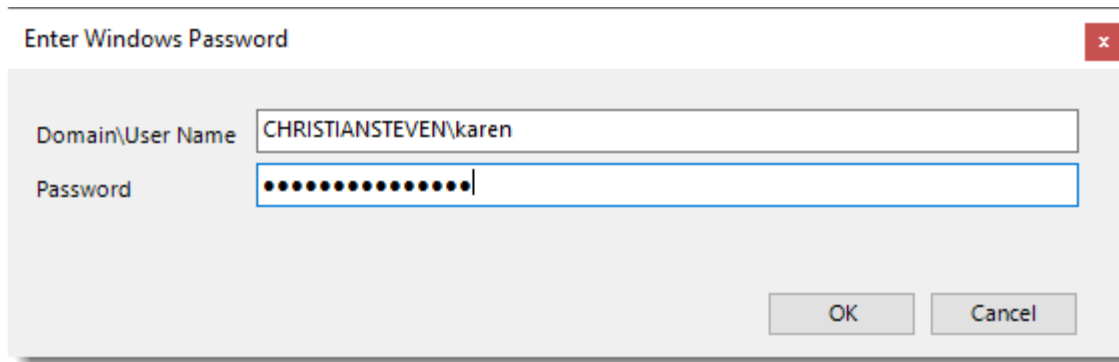 Enter Windows Password
x
Domain\User Name CHRISTIANSTEVEN\karen
Password ●●●●●●●●●●●●●●●
OK Cancel